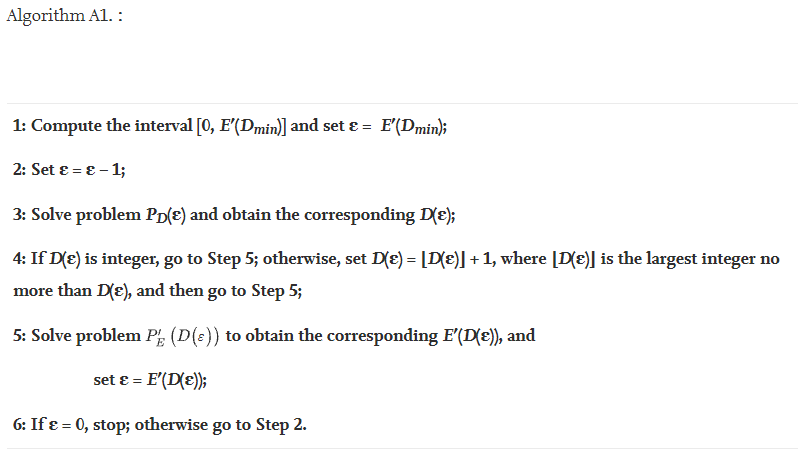 Algorithm A1. :
1: Compute the interval [0, E′(Dmin)] and set ε = E′(Dmin);
2: Set ε = ε – 1;
3: Solve problem PD(ε) and obtain the corresponding D(ε);
4: If D(ε) is integer, go to Step 5; otherwise, set D(ε) = ⌊D(ε)⌋ + 1, where ⌊D(ε)⌋ is the largest integer no
more than D(ε), and then go to Step 5;
5: Solve problem P′E (D(ε)) to obtain the corresponding E′(D(ε)), and
set ε = E′(D(ε));
6: If ε = 0, stop; otherwise go to Step 2.